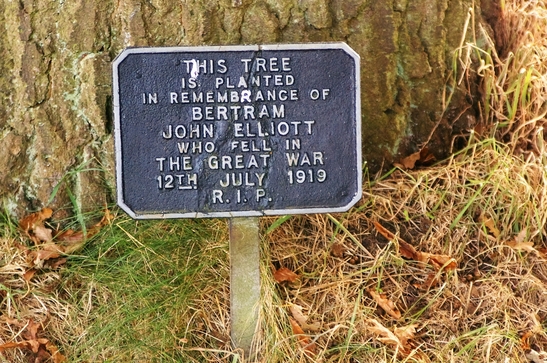 THIS TREE
IS PLANTED
IN REMEMBRANCE OF
BERTRAM
JOHN ELLIOTT
WHO FELL IN
THE GREAT WAR
12TH JULY 1919
R.I.P.